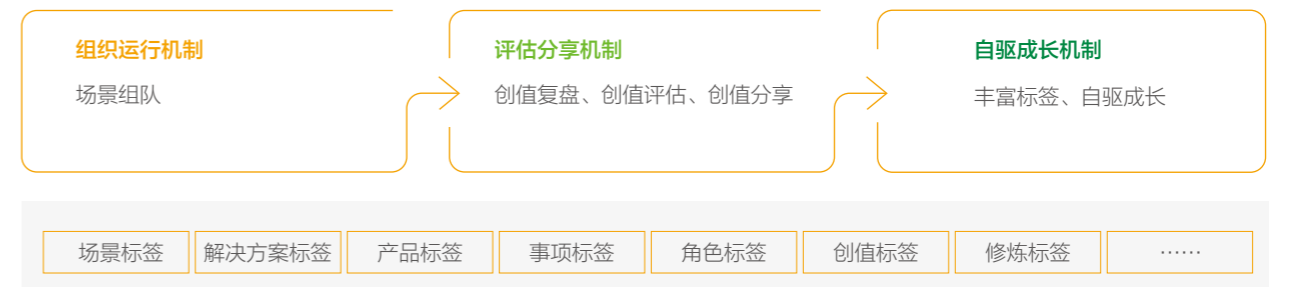 组织运行机制
场景组队
评估分享机制
创值复盘、创值评估、创值分享
自驱成长机制
丰富标签、自驱成长
场景标签
解决方案标签
产品标签
事项标签
角色标签
创值标签
修炼标签
……